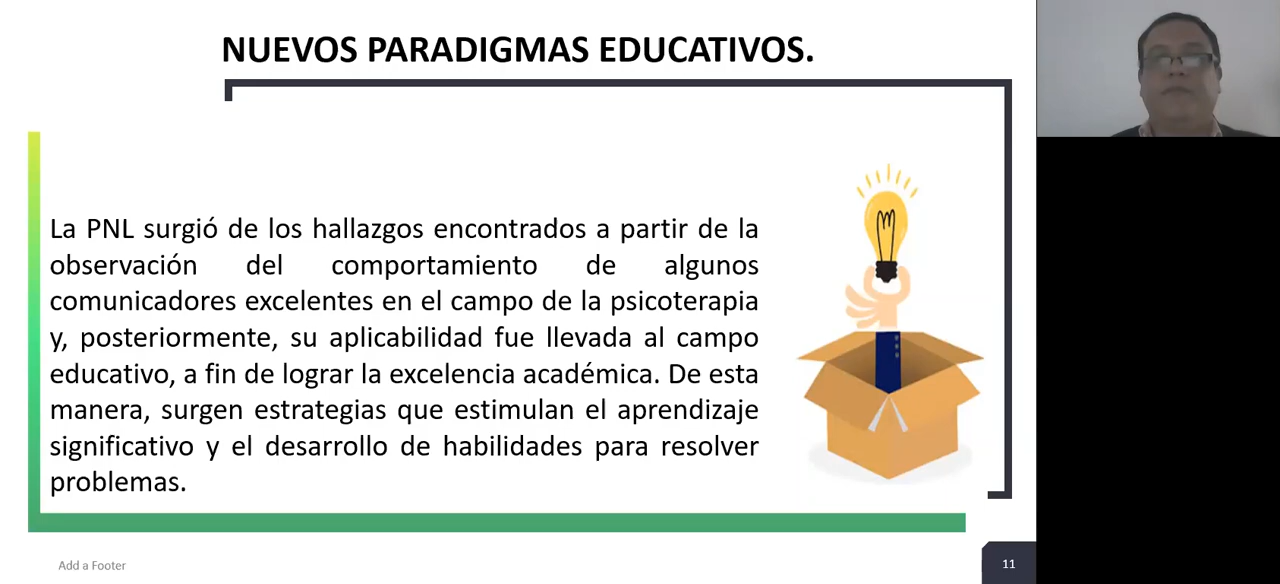 NUEVOS PARADIGMAS EDUCATIVOS.
La PNL surgió de los hallazgos encontrados a partir de la
observación del comportamiento de algunos
comunicadores excelentes en el campo de la psicoterapia
y, posteriormente, su aplicabilidad fue llevada al campo
educativo, a fin de lograr la excelencia académica. De esta
manera, surgen estrategias que estimulan el aprendizaje
significativo y el desarrollo de habilidades para resolver
problemas.
Add a Footer
11